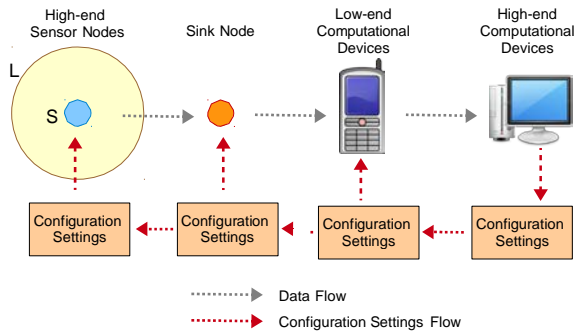 High-end
Sensor Nodes
Sink Node
Low-end
Computational
Devices
High-end
Computational
Devices
L
S
Configuration
Settings
Configuration
Settings
Configuration
Settings
Configuration
Settings
Data Flow
Configuration Settings Flow